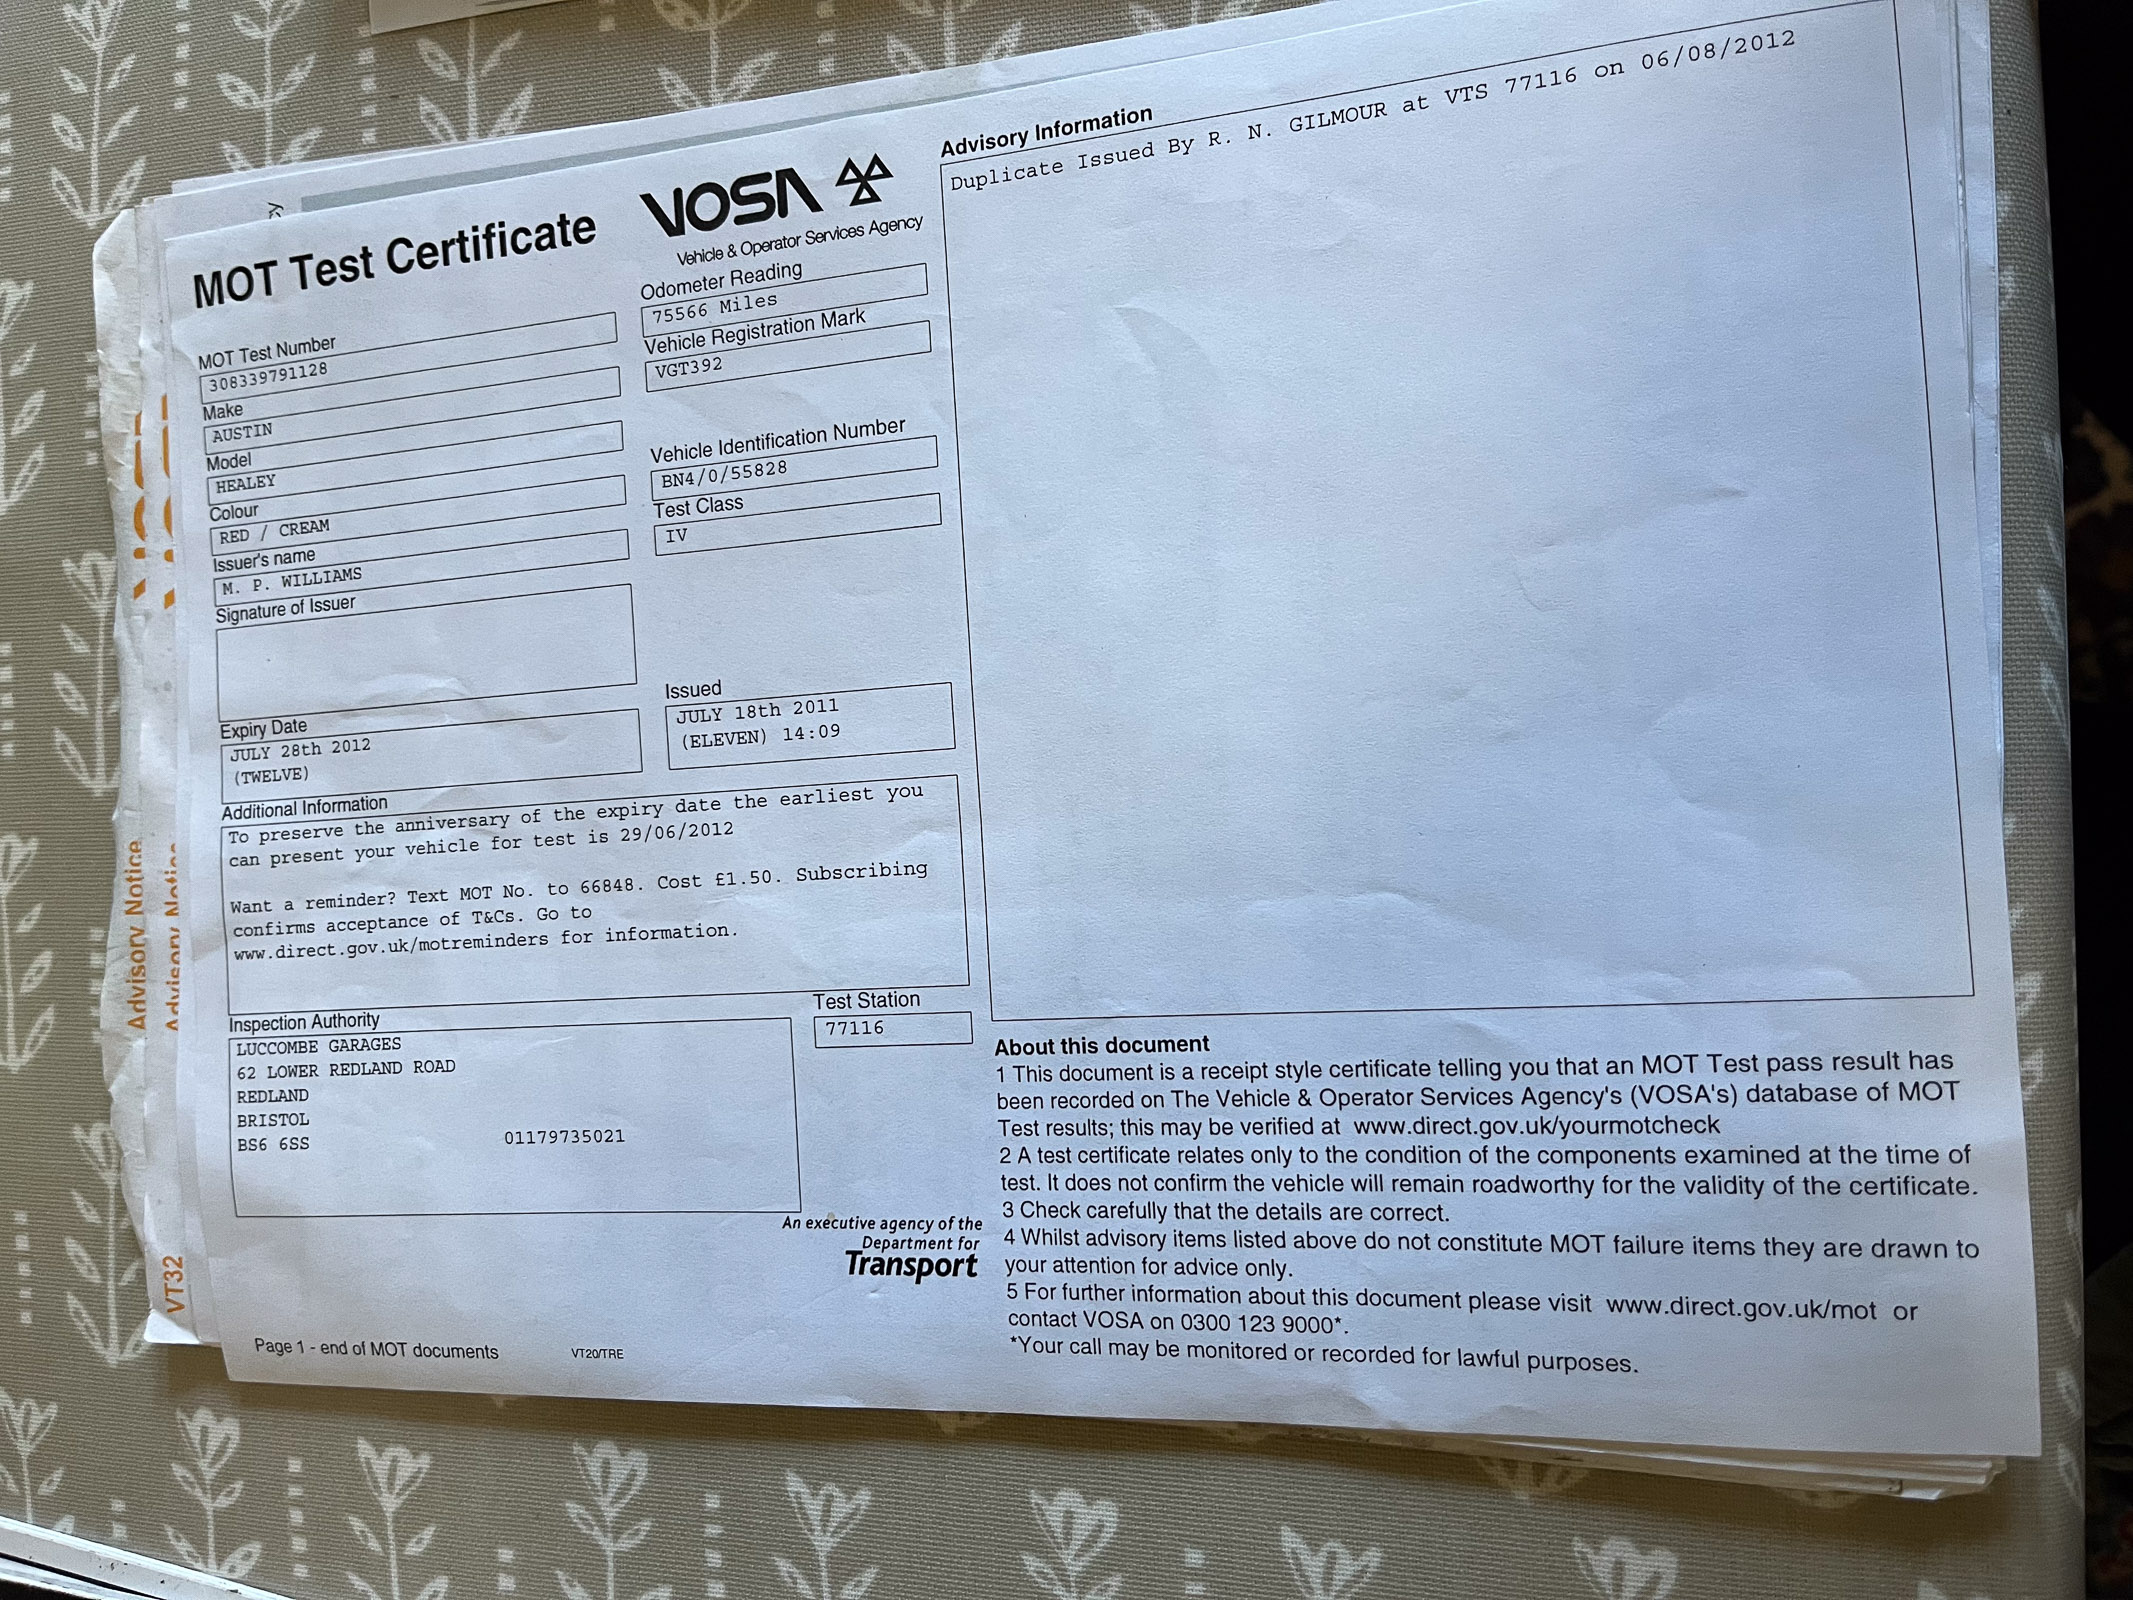 MOT Test Certificate
VOSA
Vehicle & Operator Services Agency
MOT Test Number
308339791128
Make
AUSTIN
Model
HEALEY
Colour
RED / CREAM
Issuer's name
M. P. WILLIAMS
Signature of Issuer
Expiry Date
JULY 28th 2012
(TWELVE)
Odometer Reading
75566 Miles
Vehicle Registration Mark
VGT392
Vehicle Identification Number
BN4/0/55828
Test Class
IV
Issued
JULY 18th 2011
(ELEVEN) 14:09
Additional Information
To preserve the anniversary of the expiry date the earliest you
can present your vehicle for test is 29/06/2012
Want a reminder? Text MOT No. to 66848. Cost £1.50. Subscribing
confirms acceptance of T&Cs. Go to
www.direct.gov.uk/motreminders for information.
Inspection Authority
LUCCOMBE GARAGES
62 LOWER REDLAND ROAD
REDLAND
BRISTOL
BS6 6SS 01179735021
Test Station
77116
An executive agency of the
Department for
Transport
Page 1 - end of MOT documents
VT20/TRE
Advisory Information
Duplicate Issued By R. N. GILMOUR at VTS 77116 on 06/08/2012
About this document
1 This document is a receipt style certificate telling you that an MOT Test pass result has
been recorded on The Vehicle & Operator Services Agency's (VOSA's) database of MOT
Test results; this may be verified at www.direct.gov.uk/yourmotcheck
2 A test certificate relates only to the condition of the components examined at the time of
test. It does not confirm the vehicle will remain roadworthy for the validity of the certificate.
3 Check carefully that the details are correct.
4 Whilst advisory items listed above do not constitute MOT failure items they are drawn to
your attention for advice only.
5 For further information about this document please visit www.direct.gov.uk/mot or
contact VOSA on 0300 123 9000*.
*Your call may be monitored or recorded for lawful purposes.
Advisory Notice
Advisory Notice
VT32